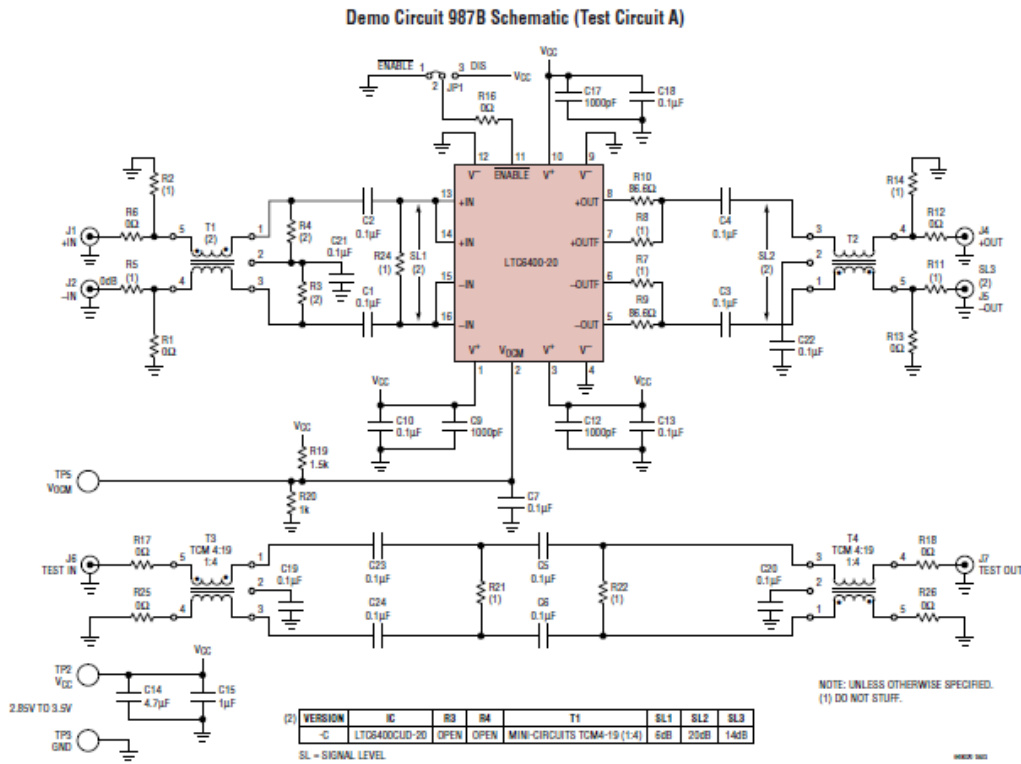 Demo Circuit 987B Schematic (Test Circuit A)
VCC
ENABLE 1
3 DIS
VCC
2
JP1
R16
0Ω
C17
1000pF
C18
0.1µF
12
11
10
9
V−
ENABLE
V+
V−
R2
(1)
R6
0Ω
J1
+IN
5
T1
(2)
1
2
3
4
R4
(2)
C21
0.1µF
R3
(2)
C2
0.1µF
R24
(1)
SL1
(2)
C1
0.1µF
J2
−IN
0dB
R5
(1)
R1
0Ω
13
+IN
14
+IN
15
−IN
16
−IN
LTC6400-20
8
+OUT
7
+OUTF
6
−OUTF
5
−OUT
R10
86.6Ω
R8
(1)
R7
(1)
R9
86.6Ω
C4
0.1µF
C3
0.1µF
SL2
(2)
C22
0.1µF
3
2
1
T2
4
5
R14
(1)
R12
0Ω
J4
+OUT
R11
(1)
SL3
(2)
J5
−OUT
R13
0Ω
V+
VOCM
V+
V−
1
2
3
4
VCC
VCC
C10
0.1µF
C9
1000pF
C12
1000pF
C13
0.1µF
VCC
R19
1.5k
TP5
VOCM
R20
1k
C7
0.1µF
J6
TEST IN
R17
0Ω
T3
TCM 4:19
1:4
5
4
1
2
3
R25
0Ω
C19
0.1µF
C23
0.1µF
C24
0.1µF
R21
(1)
C5
0.1µF
C6
0.1µF
R22
(1)
C20
0.1µF
T4
TCM 4:19
1:4
3
2
1
4
5
R18
0Ω
J7
TEST OUT
R26
0Ω
TP2
VCC
2.85V TO 3.5V
VCC
C14
4.7µF
C15
1µF
TP3
GND
NOTE: UNLESS OTHERWISE SPECIFIED.
(1) DO NOT STUFF.
(2) VERSION IC R3 R4 T1 SL1 SL2 SL3
-C LTC6400CUD-20 OPEN OPEN MINI-CIRCUITS TCM4-19 (1:4) 6dB 20dB 14dB
SL = SIGNAL LEVEL